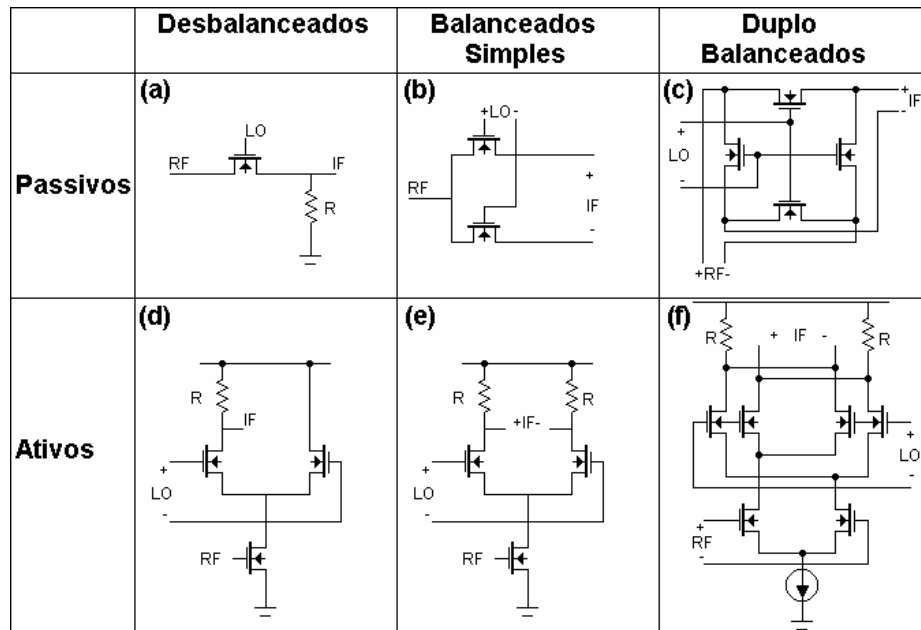 Desbalanceados
Balanceados
Simples
Duplo
Balanceados
Passivos
(a)
LO
RF
IF
R
(b)
+LO-
RF
+
IF
-
(c)
+
IF
-
+
LO
-
+RF-
Ativos
(d)
R
IF
+
LO
-
RF
(e)
R
R
+IF-
+
LO
-
RF
(f)
R
+ IF -
R
+
LO
-
+
RF
-